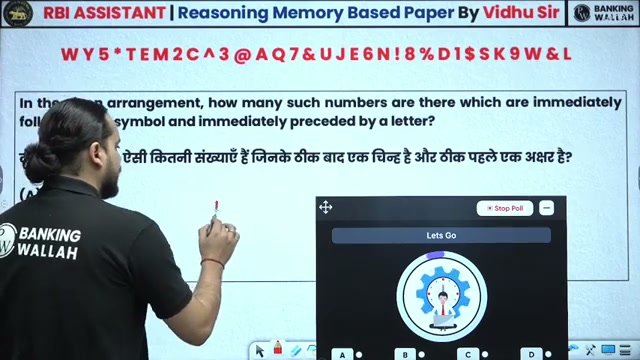 RBI ASSISTANT | Reasoning Memory Based Paper By Vidhu Sir
BANKING WALLAH
W Y 5 * T E M 2 C ^ 3 @ A Q 7 & U J E 6 N ! 8 % D 1 $ S K 9 W & L
In the arrangement, how many such numbers are there which are immediately
symbol and immediately preceded by a letter?
ऐसी कितनी संख्याएँ हैं जिनके ठीक बाद एक चिन्ह है और ठीक पहले एक अक्षर है?
Stop Poll
Lets Go
BANKING
WALLAH
A B C D